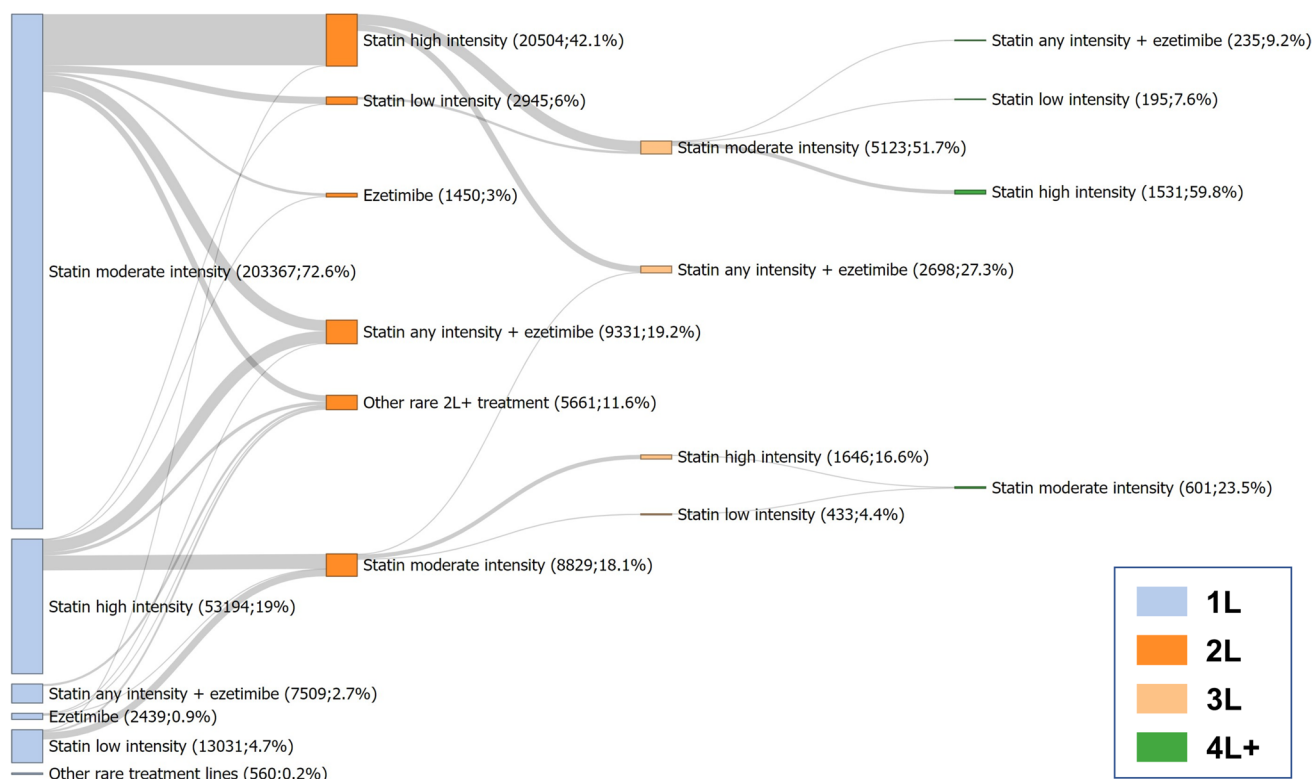 Statin high intensity (20504;42.1%)
Statin any intensity + ezetimibe (235;9.2%)
Statin low intensity (2945;6%)
Statin low intensity (195;7.6%)
Statin moderate intensity (5123;51.7%)
Ezetimibe (1450;3%)
Statin high intensity (1531;59.8%)
Statin moderate intensity (203367;72.6%)
Statin any intensity + ezetimibe (2698;27.3%)
Statin any intensity + ezetimibe (9331;19.2%)
Other rare 2L+ treatment (5661;11.6%)
Statin high intensity (1646;16.6%)
Statin moderate intensity (601;23.5%)
Statin low intensity (433;4.4%)
Statin moderate intensity (8829;18.1%)
Statin high intensity (53194;19%)
Statin any intensity + ezetimibe (7509;2.7%)
Ezetimibe (2439;0.9%)
Statin low intensity (13031;4.7%)
Other rare treatment lines (560;0.2%)
1L
2L
3L
4L+